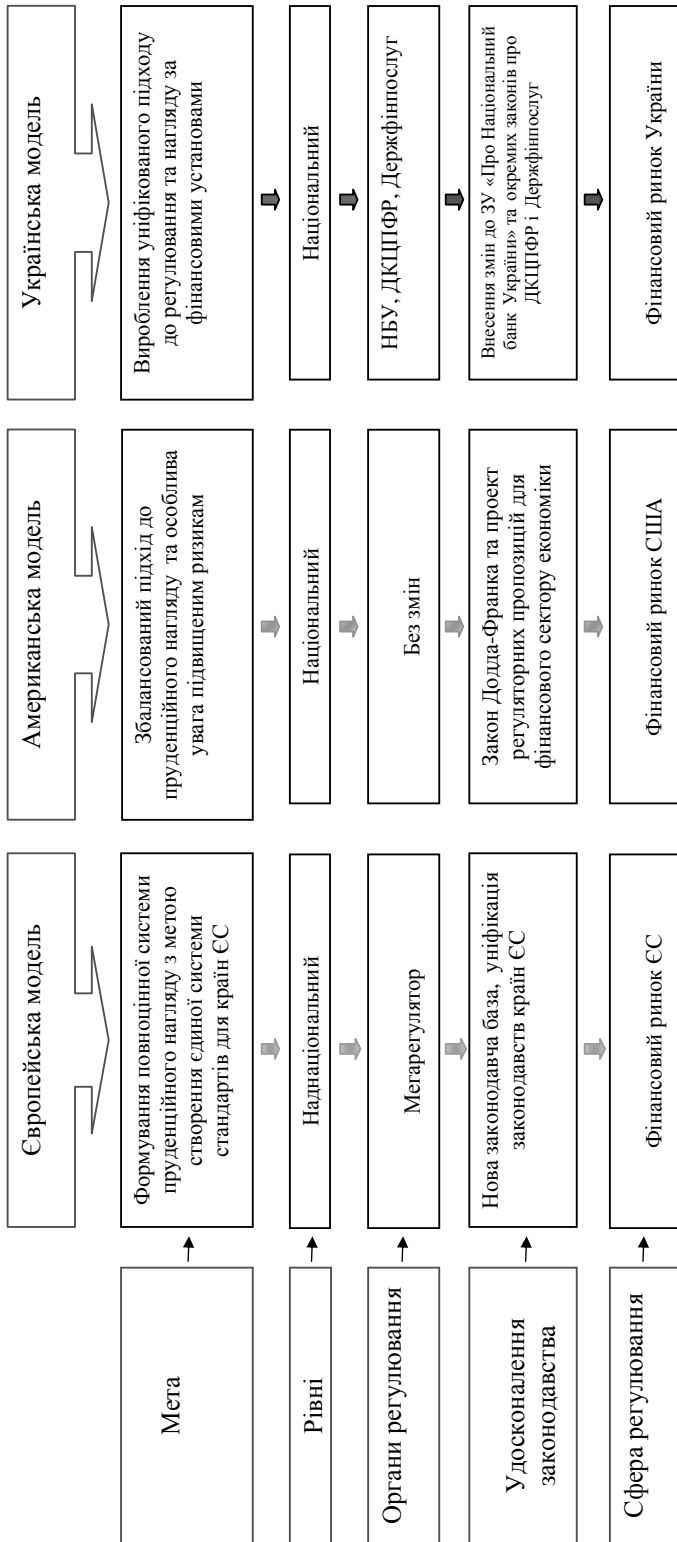 Європейська модель
Американська модель
Українська модель
Мета
Формування повноцінної системи
пруденційного нагляду з метою
створення єдиної системи
стандартів для країн ЄС
Збалансований підхід до
пруденційного нагляду та особлива
увага підвищеним ризикам
Вироблення уніфікованого підходу
до регулювання та нагляду за
фінансовими установами
Рівні
Наднаціональний
Національний
Національний
Органи регулювання
Мегарегулятор
Без змін
НБУ, ДКЦПФР, Держфінпослуг
Удосконалення
законодавства
Нова законодавча база, уніфікація
законодавств країн ЄС
Закон Додда-Франка та проект
регуляторних пропозицій для
фінансового сектору економіки
Внесення змін до ЗУ «Про Національний
банк України» та окремих законів про
ДКЦПФР і Держфінпослуг
Сфера регулювання
Фінансовий ринок ЄС
Фінансовий ринок США
Фінансовий ринок України